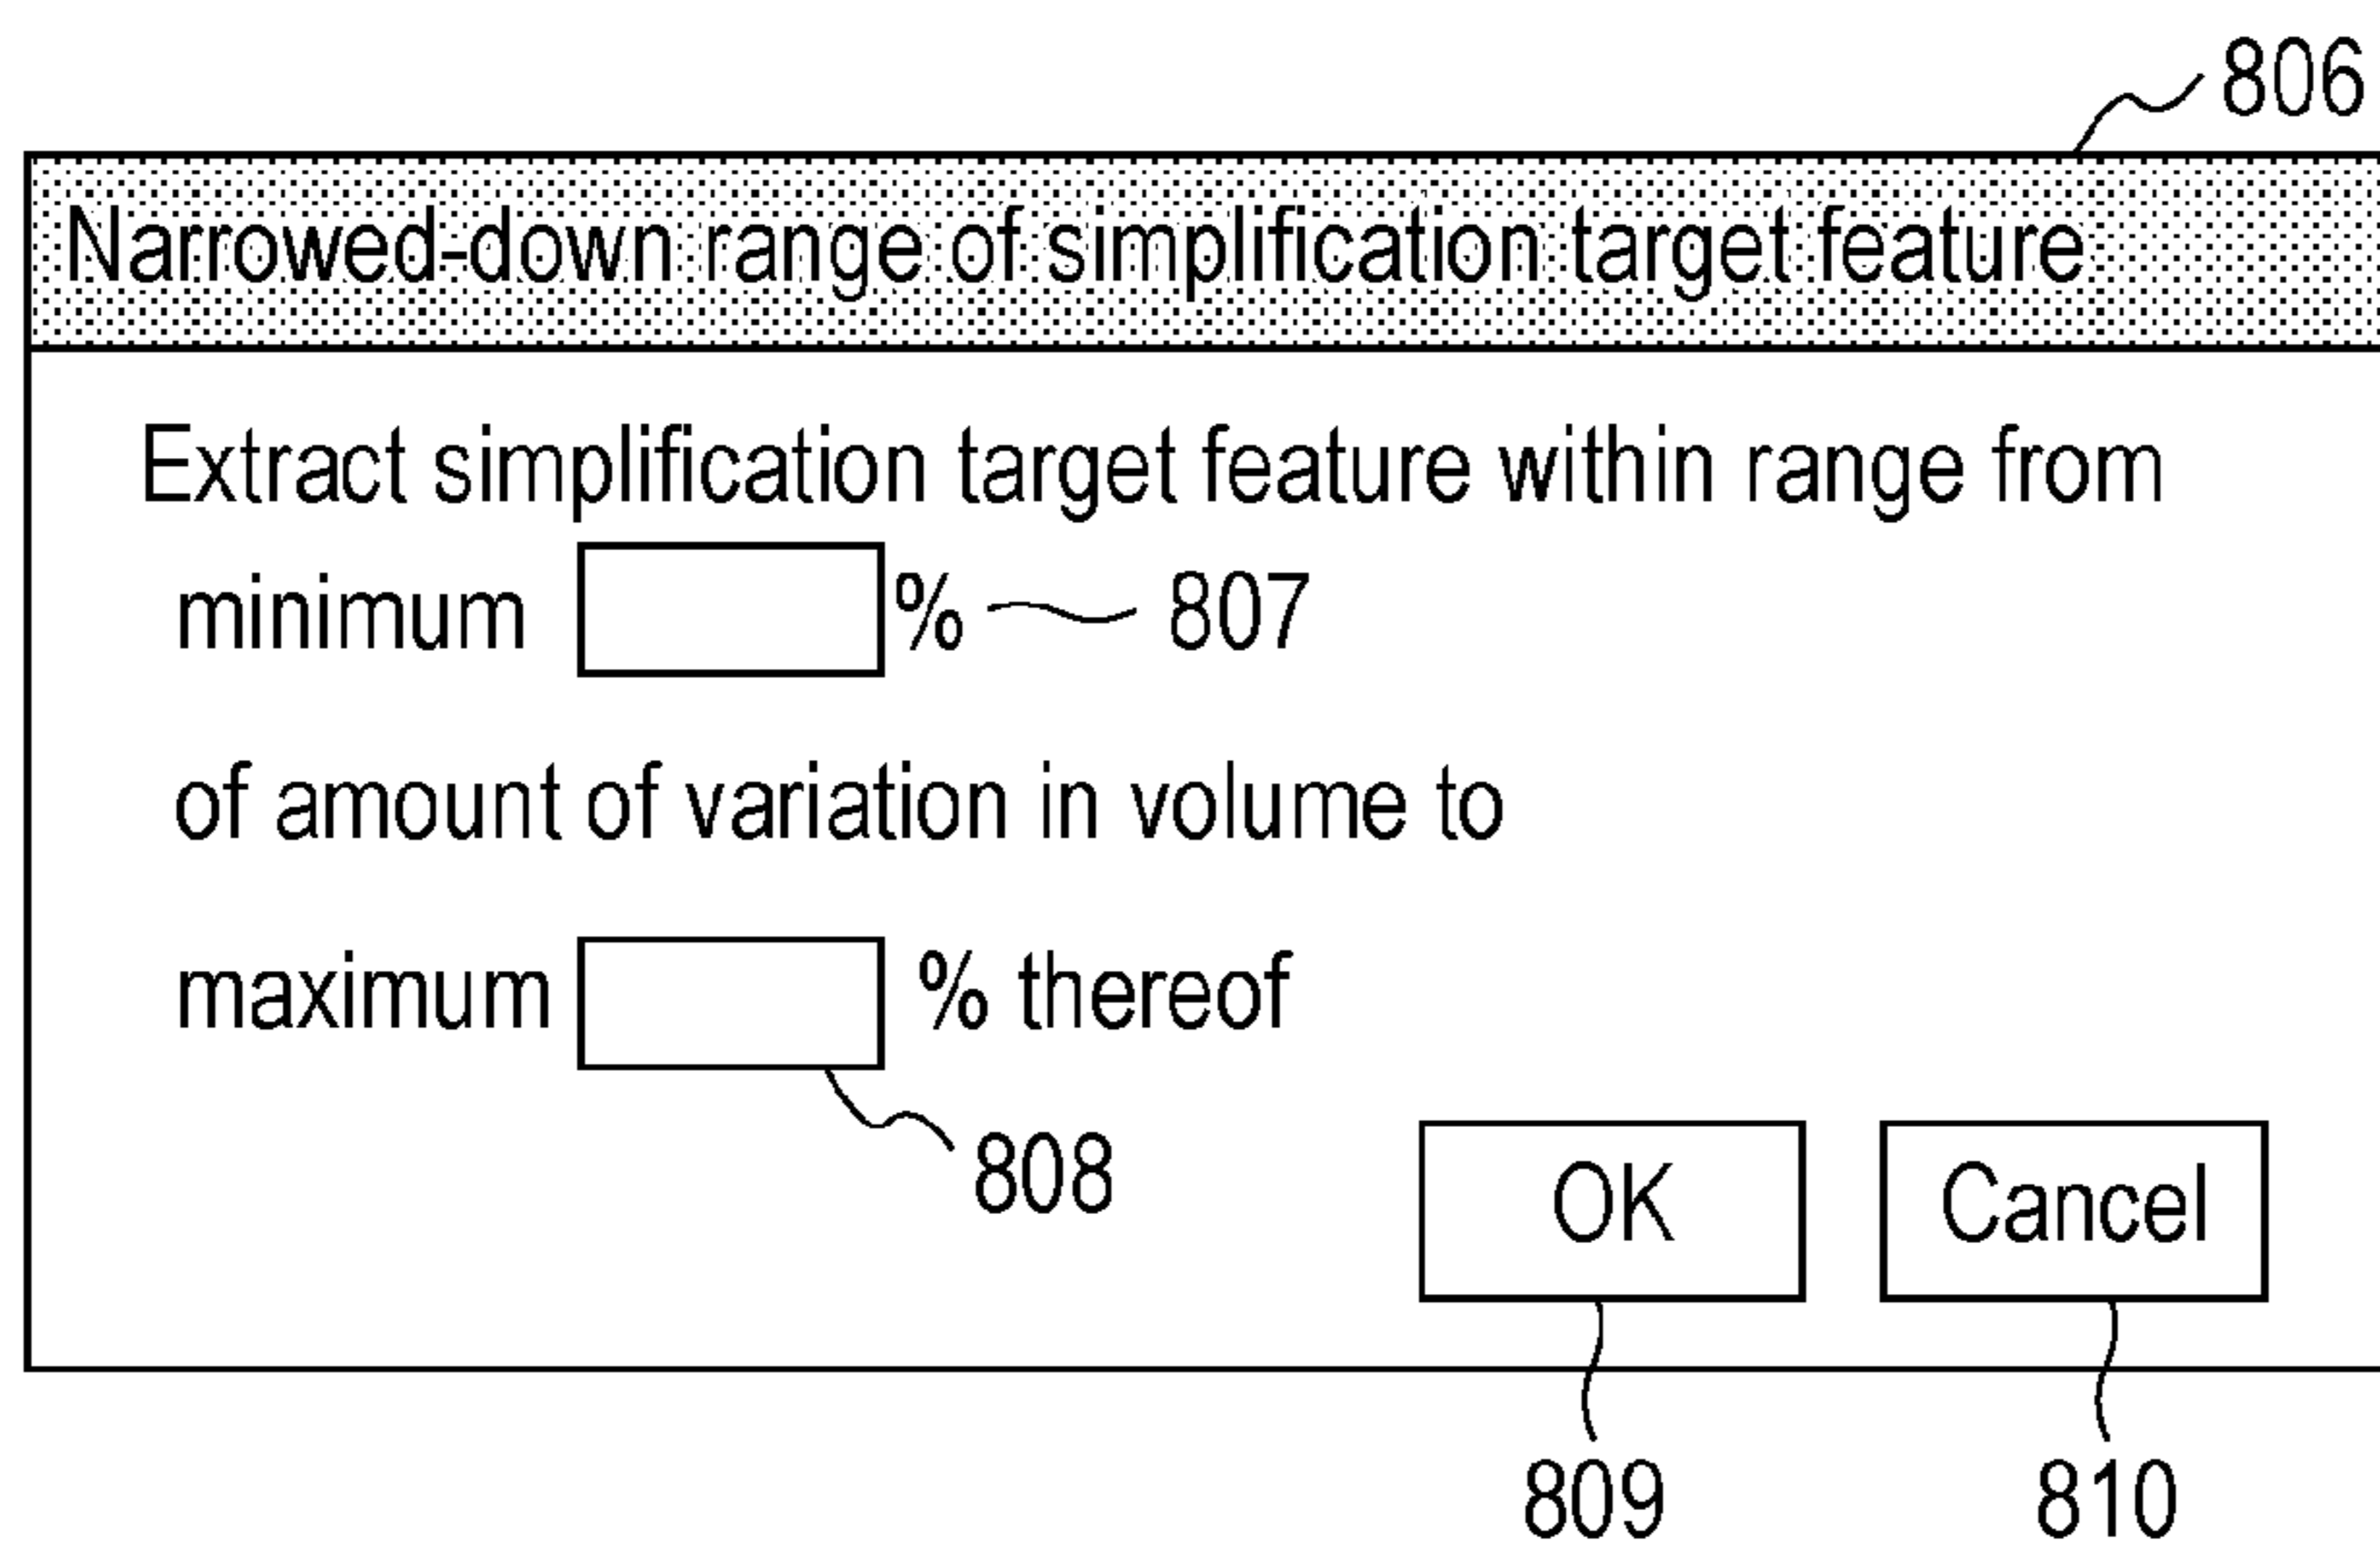 806
Narrowed-down range of simplification target feature
Extract simplification target feature within range from
minimum % 807
of amount of variation in volume to
maximum % thereof
808
OK Cancel
809 810